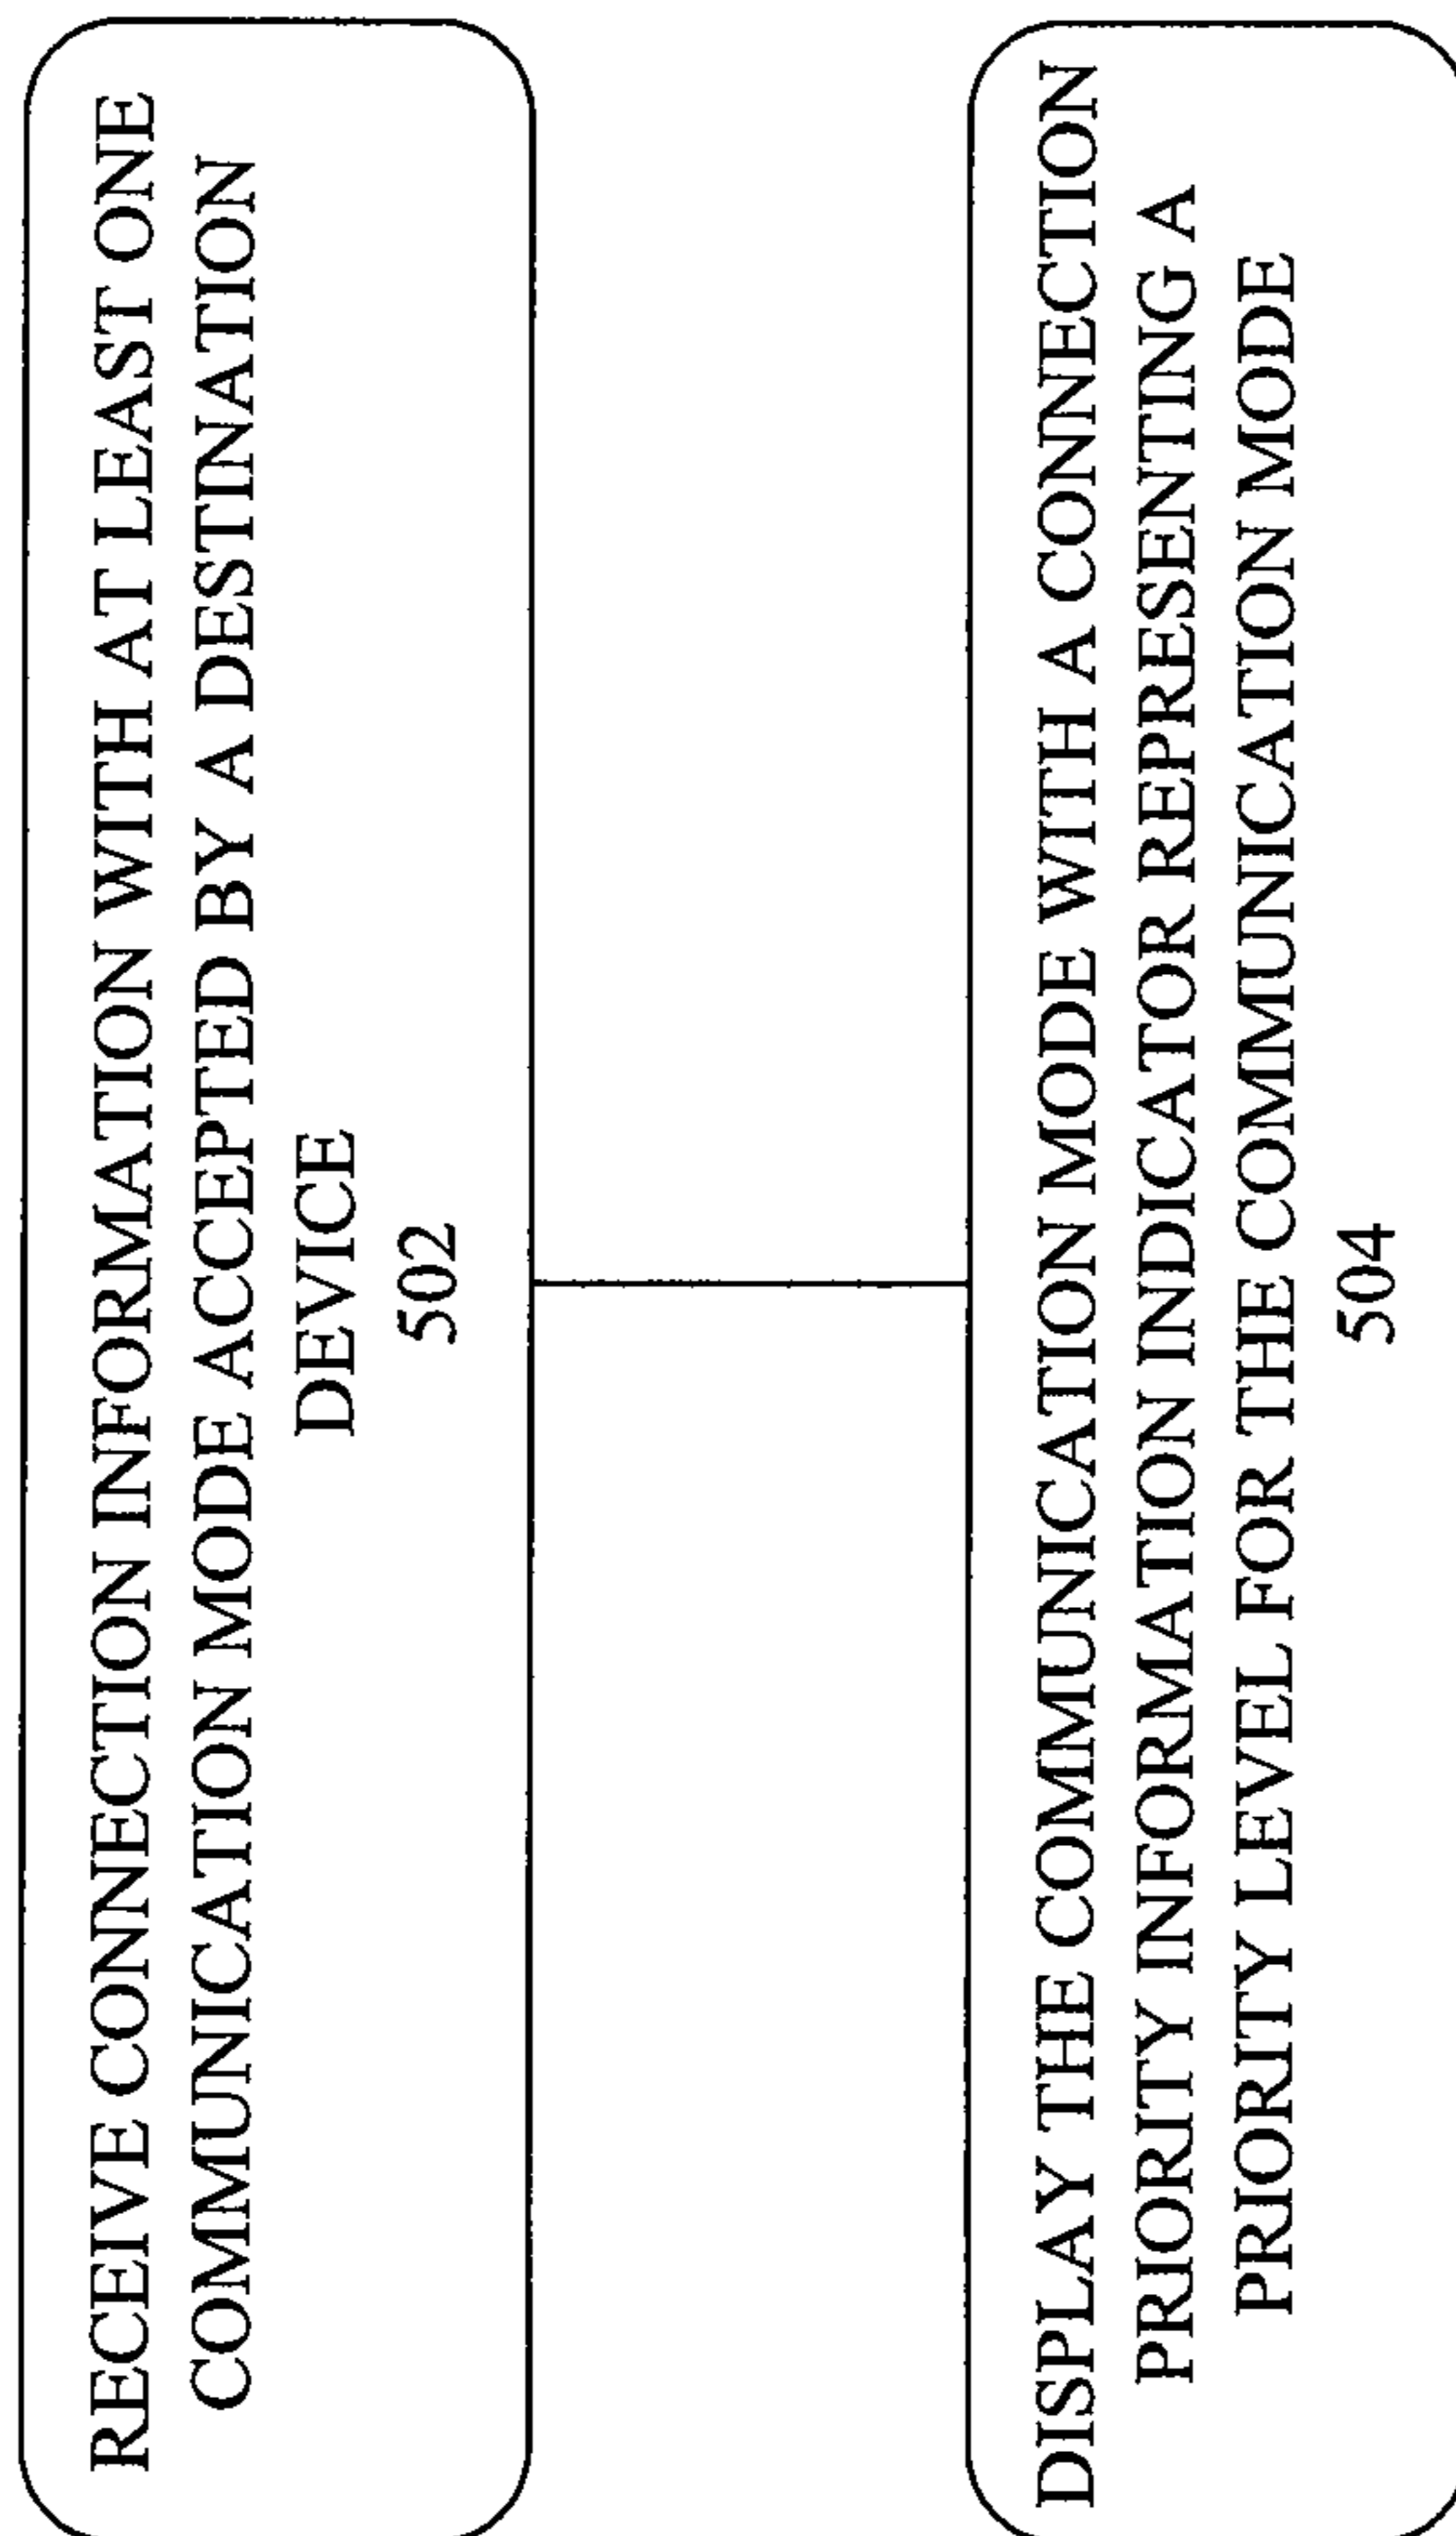 RECEIVE CONNECTION INFORMATION WITH AT LEAST ONE
COMMUNICATION MODE ACCEPTED BY A DESTINATION
DEVICE
502
DISPLAY THE COMMUNICATION MODE WITH A CONNECTION
PRIORITY INFORMATION INDICATOR REPRESENTING A
PRIORITY LEVEL FOR THE COMMUNICATION MODE
504